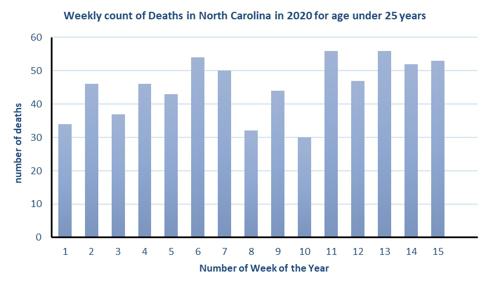 Weekly count of Deaths in North Carolina in 2020 for age under 25 years
60
50
40
30
20
10
0
number of deaths
1 2 3 4 5 6 7 8 9 10 11 12 13 14 15
Number of Week of the Year